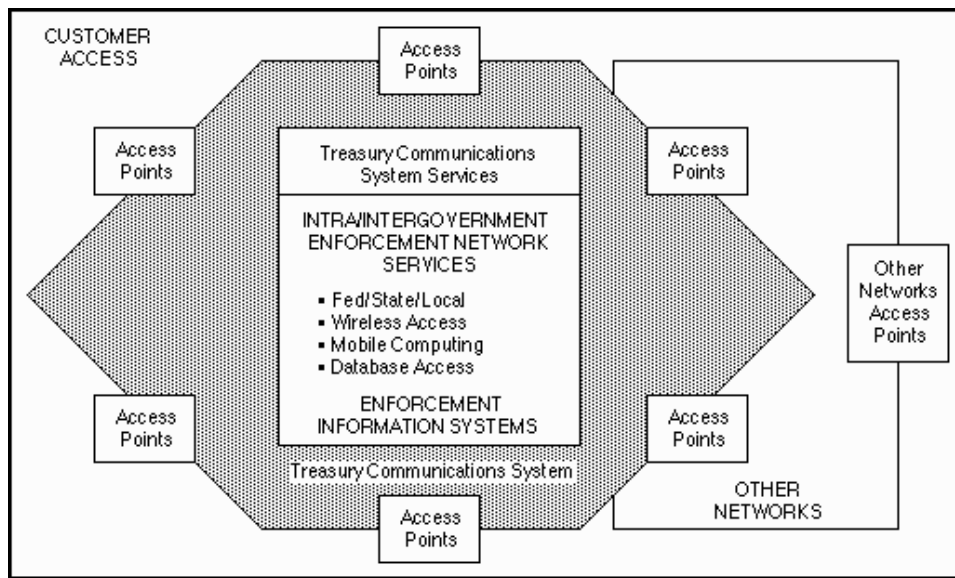 CUSTOMER
ACCESS
Access
Points
Access
Points
Access
Points
Treasury Communications
System Services
INTRA/INTERGOVERNMENT
ENFORCEMENT NETWORK
SERVICES
▪ Fed/State/Local
▪ Wireless Access
▪ Mobile Computing
▪ Database Access
ENFORCEMENT
INFORMATION SYSTEMS
Other
Networks
Access
Points
Access
Points
Access
Points
Treasury Communications System
Access
Points
OTHER
NETWORKS